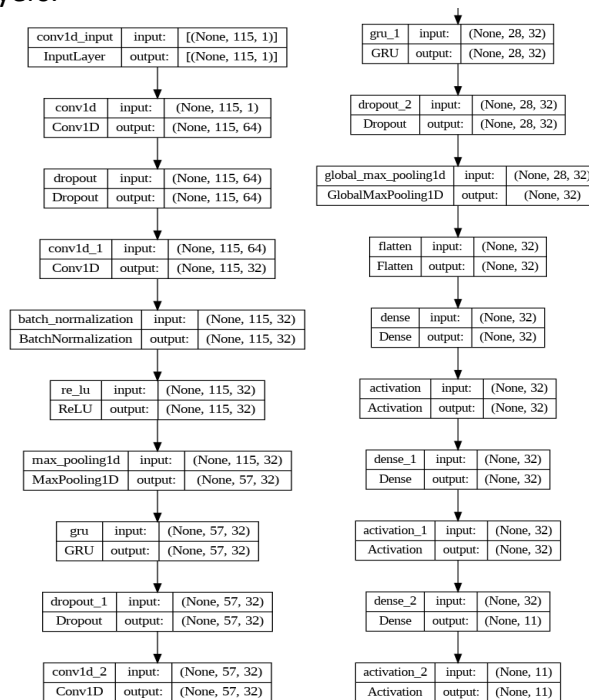 conv1d_input input: [(None, 115, 1)]
InputLayer output: [(None, 115, 1)]
conv1d input: (None, 115, 1)
Conv1D output: (None, 115, 64)
dropout input: (None, 115, 64)
Dropout output: (None, 115, 64)
conv1d_1 input: (None, 115, 64)
Conv1D output: (None, 115, 32)
batch_normalization input: (None, 115, 32)
BatchNormalization output: (None, 115, 32)
re_lu input: (None, 115, 32)
ReLU output: (None, 115, 32)
max_pooling1d input: (None, 115, 32)
MaxPooling1D output: (None, 57, 32)
gru input: (None, 57, 32)
GRU output: (None, 57, 32)
dropout_1 input: (None, 57, 32)
Dropout output: (None, 57, 32)
conv1d_2 input: (None, 57, 32)
Conv1D output: (None, 57, 32)
gru_1 input: (None, 28, 32)
GRU output: (None, 28, 32)
dropout_2 input: (None, 28, 32)
Dropout output: (None, 28, 32)
global_max_pooling1d input: (None, 28, 32)
GlobalMaxPooling1D output: (None, 32)
flatten input: (None, 32)
Flatten output: (None, 32)
dense input: (None, 32)
Dense output: (None, 32)
activation input: (None, 32)
Activation output: (None, 32)
dense_1 input: (None, 32)
Dense output: (None, 32)
activation_1 input: (None, 32)
Activation output: (None, 32)
dense_2 input: (None, 32)
Dense output: (None, 11)
activation_2 input: (None, 11)
Activation output: (None, 11)